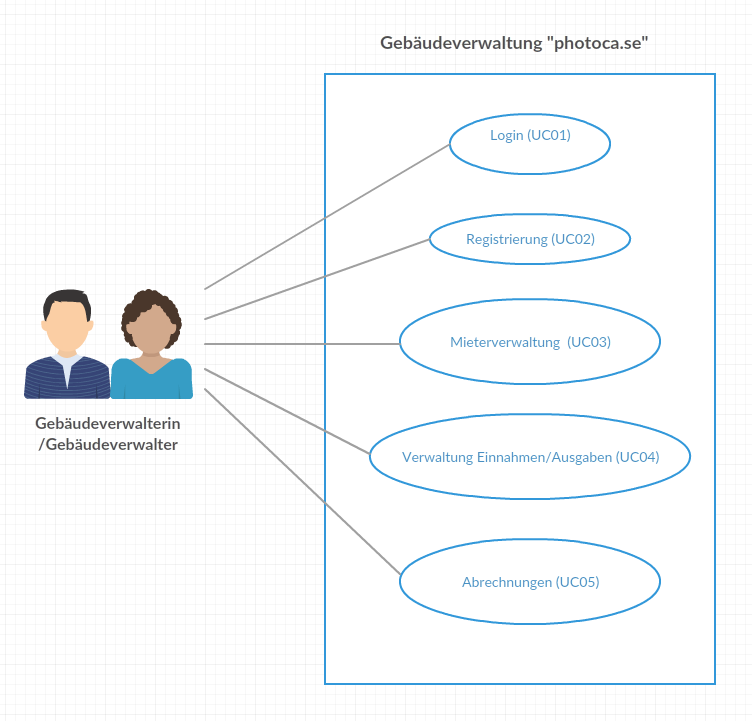 Gebäudeverwaltung "photoca.se"
Login (UC01)
Registrierung (UC02)
Mieterverwaltung (UC03)
Verwaltung Einnahmen/Ausgaben (UC04)
Abrechnungen (UC05)
Gebäudeverwalterin
/Gebäudeverwalter